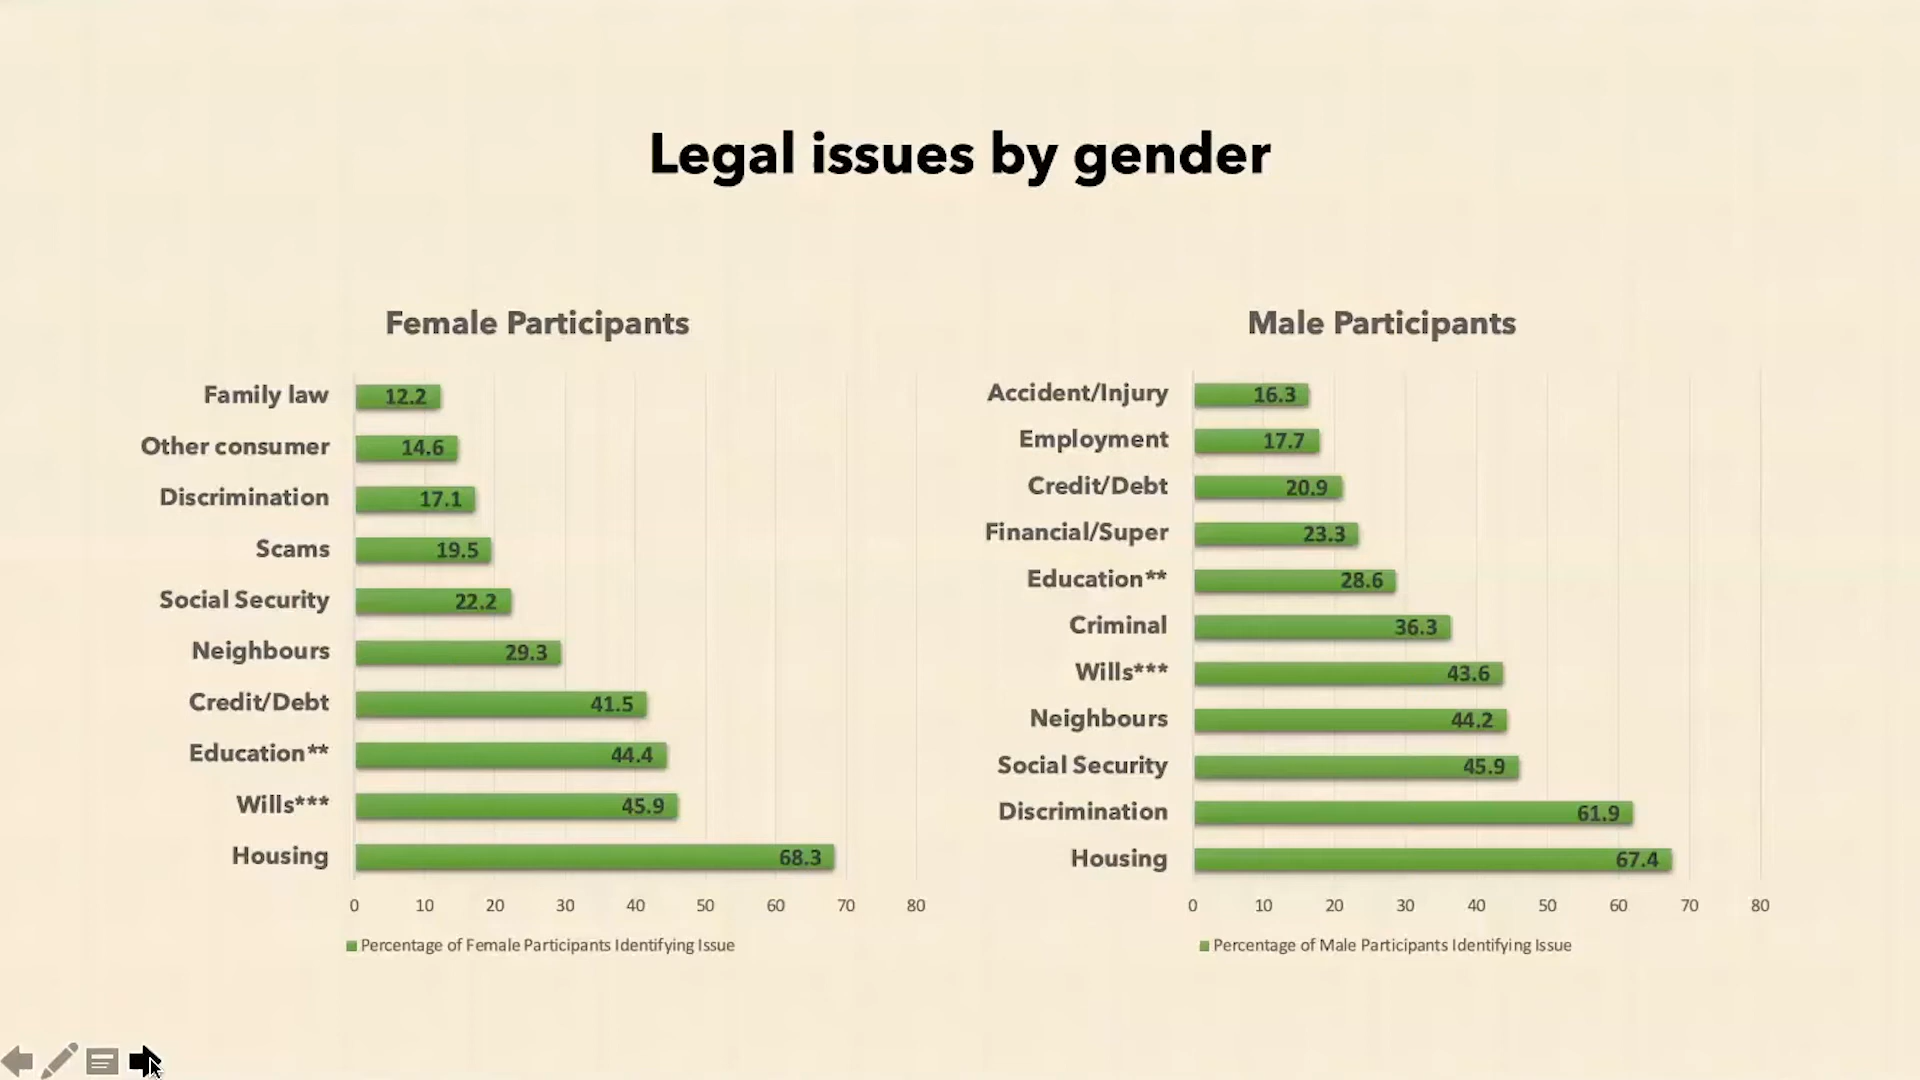 Legal issues by gender
Female Participants
Family law 12.2
Other consumer 14.6
Discrimination 17.1
Scams 19.5
Social Security 22.2
Neighbours 29.3
Credit/Debt 41.5
Education** 44.4
Wills*** 45.9
Housing 68.3
0 10 20 30 40 50 60 70 80
Percentage of Female Participants Identifying Issue
Male Participants
Accident/Injury 16.3
Employment 17.7
Credit/Debt 20.9
Financial/Super 23.3
Education** 28.6
Criminal 36.3
Wills*** 43.6
Neighbours 44.2
Social Security 45.9
Discrimination 61.9
Housing 67.4
0 10 20 30 40 50 60 70 80
Percentage of Male Participants Identifying Issue